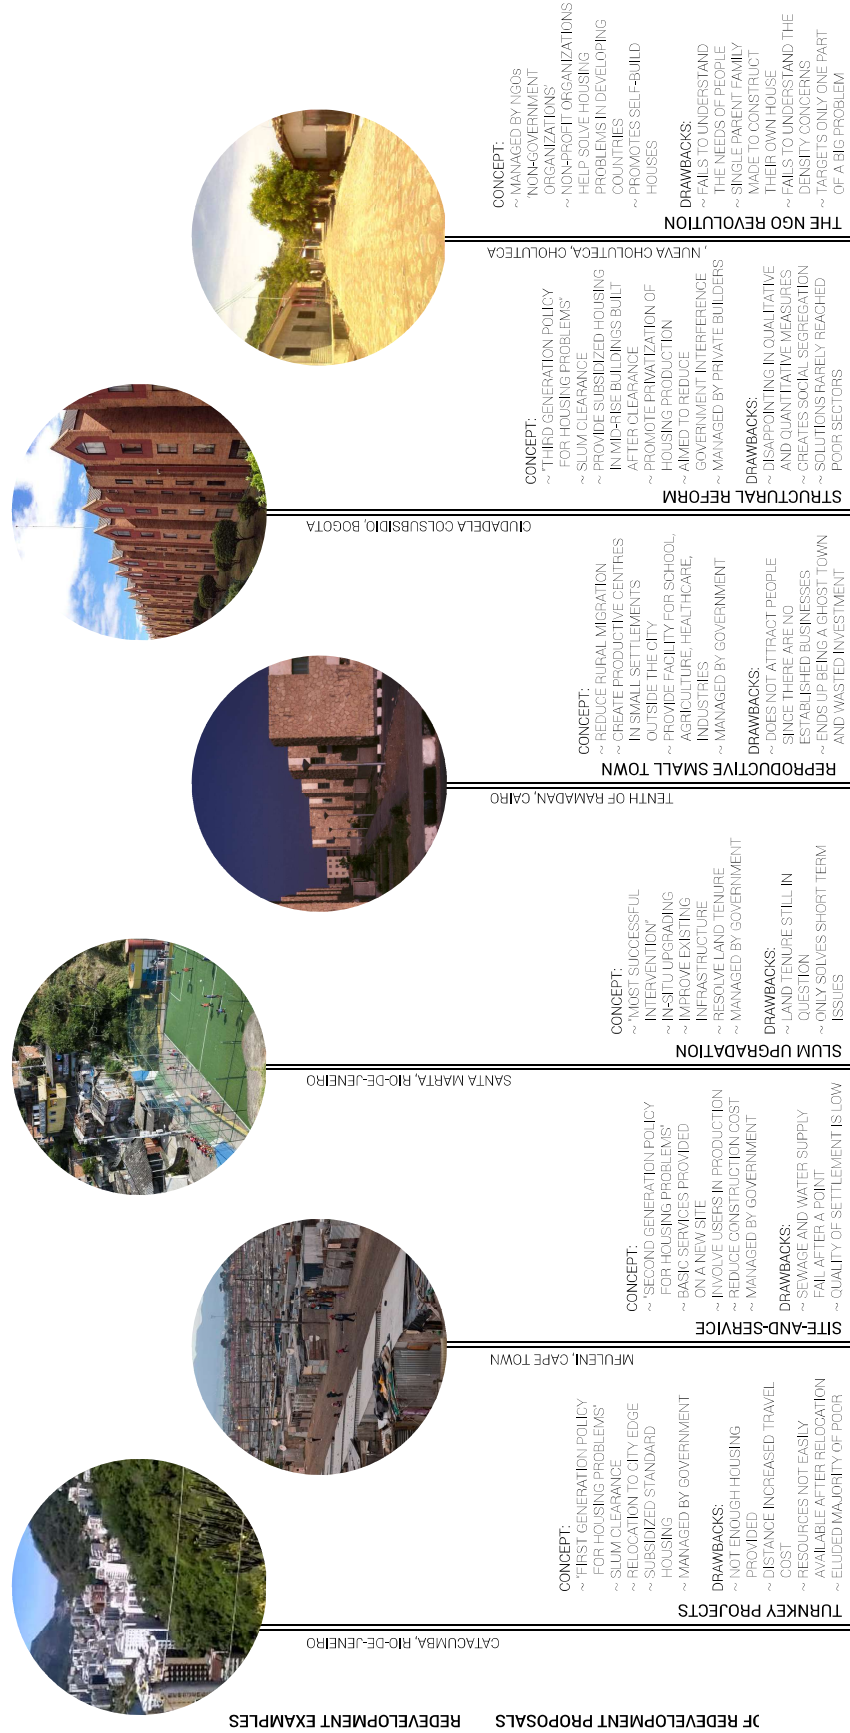 REDEVELOPMENT EXAMPLES
OF REDEVELOPMENT PROPOSALS
CATACUMBA, RIO-DE-JENEIRO
TURNKEY PROJECTS
CONCEPT:
~ "FIRST GENERATION POLICY
FOR HOUSING PROBLEMS"
~ SLUM CLEARANCE
~ RELOCATION TO CITY EDGE
~ SUBSIDIZED STANDARD
HOUSING
~ MANAGED BY GOVERNMENT
DRAWBACKS:
~ NOT ENOUGH HOUSING
PROVIDED
~ DISTANCE INCREASED TRAVEL
COST
~ RESOURCES NOT EASILY
AVAILABLE AFTER RELOCATION
~ ELUDED MAJORITY OF POOR
MFULENI, CAPE TOWN
SITE-AND-SERVICE
CONCEPT:
~ "SECOND GENERATION POLICY
FOR HOUSING PROBLEMS"
~ BASIC SERVICES PROVIDED
ON A NEW SITE
~ INVOLVE USERS IN PRODUCTION
~ REDUCE CONSTRUCTION COST
~ MANAGED BY GOVERNMENT
DRAWBACKS:
~ SEWAGE AND WATER SUPPLY
FAIL AFTER A POINT
~ QUALITY OF SETTLEMENT IS LOW
SANTA MARTA, RIO-DE-JENEIRO
SLUM UPGRADATION
CONCEPT:
~ "MOST SUCCESSFUL
INTERVENTION"
~ IN-SITU UPGRADING
~ IMPROVE EXISTING
INFRASTRUCTURE
~ RESOLVE LAND TENURE
~ MANAGED BY GOVERNMENT
DRAWBACKS:
~ LAND TENURE STILL IN
QUESTION
~ ONLY SOLVES SHORT TERM
ISSUES
TENTH OF RAMADAN, CAIRO
REPRODUCTIVE SMALL TOWN
CONCEPT:
~ REDUCE RURAL MIGRATION
~ CREATE PRODUCTIVE CENTRES
IN SMALL SETTLEMENTS
OUTSIDE THE CITY
~ PROVIDE FACILITY FOR SCHOOL,
AGRICULTURE, HEALTHCARE,
INDUSTRIES
~ MANAGED BY GOVERNMENT
DRAWBACKS:
~ DOES NOT ATTRACT PEOPLE
SINCE THERE ARE NO
ESTABLISHED BUSINESSES
~ ENDS UP BEING A GHOST TOWN
AND WASTED INVESTMENT
CIUDADELA COLSUBSIDIO, BOGOTA
STRUCTURAL REFORM
CONCEPT:
~ "THIRD GENERATION POLICY
FOR HOUSING PROBLEMS"
~ SLUM CLEARANCE
~ PROVIDE SUBSIDIZED HOUSING
IN MID-RISE BUILDINGS BUILT
AFTER CLEARANCE
~ PROMOTE PRIVATIZATION OF
HOUSING PRODUCTION
~ AIMED TO REDUCE
GOVERNMENT INTERFERENCE
~ MANAGED BY PRIVATE BUILDERS
DRAWBACKS:
~ DISAPPOINTING IN QUALITATIVE
AND QUANTITATIVE MEASURES
~ CREATES SOCIAL SEGREGATION
~ SOLUTIONS RARELY REACHED
POOR SECTORS
, NUEVA CHOLUTECA, CHOLUTECA
THE NGO REVOLUTION
CONCEPT:
~ MANAGED BY NGOs
'NON-GOVERNMENT
ORGANIZATIONS'
~ NON-PROFIT ORGANIZATIONS
HELP SOLVE HOUSING
PROBLEMS IN DEVELOPING
COUNTRIES
~ PROMOTES SELF-BUILD
HOUSES
DRAWBACKS:
~ FAILS TO UNDERSTAND
THE NEEDS OF PEOPLE
~ SINGLE PARENT FAMILY
MADE TO CONSTRUCT
THEIR OWN HOUSE
~ FAILS TO UNDERSTAND THE
DENSITY CONCERNS
~ TARGETS ONLY ONE PART
OF A BIG PROBLEM